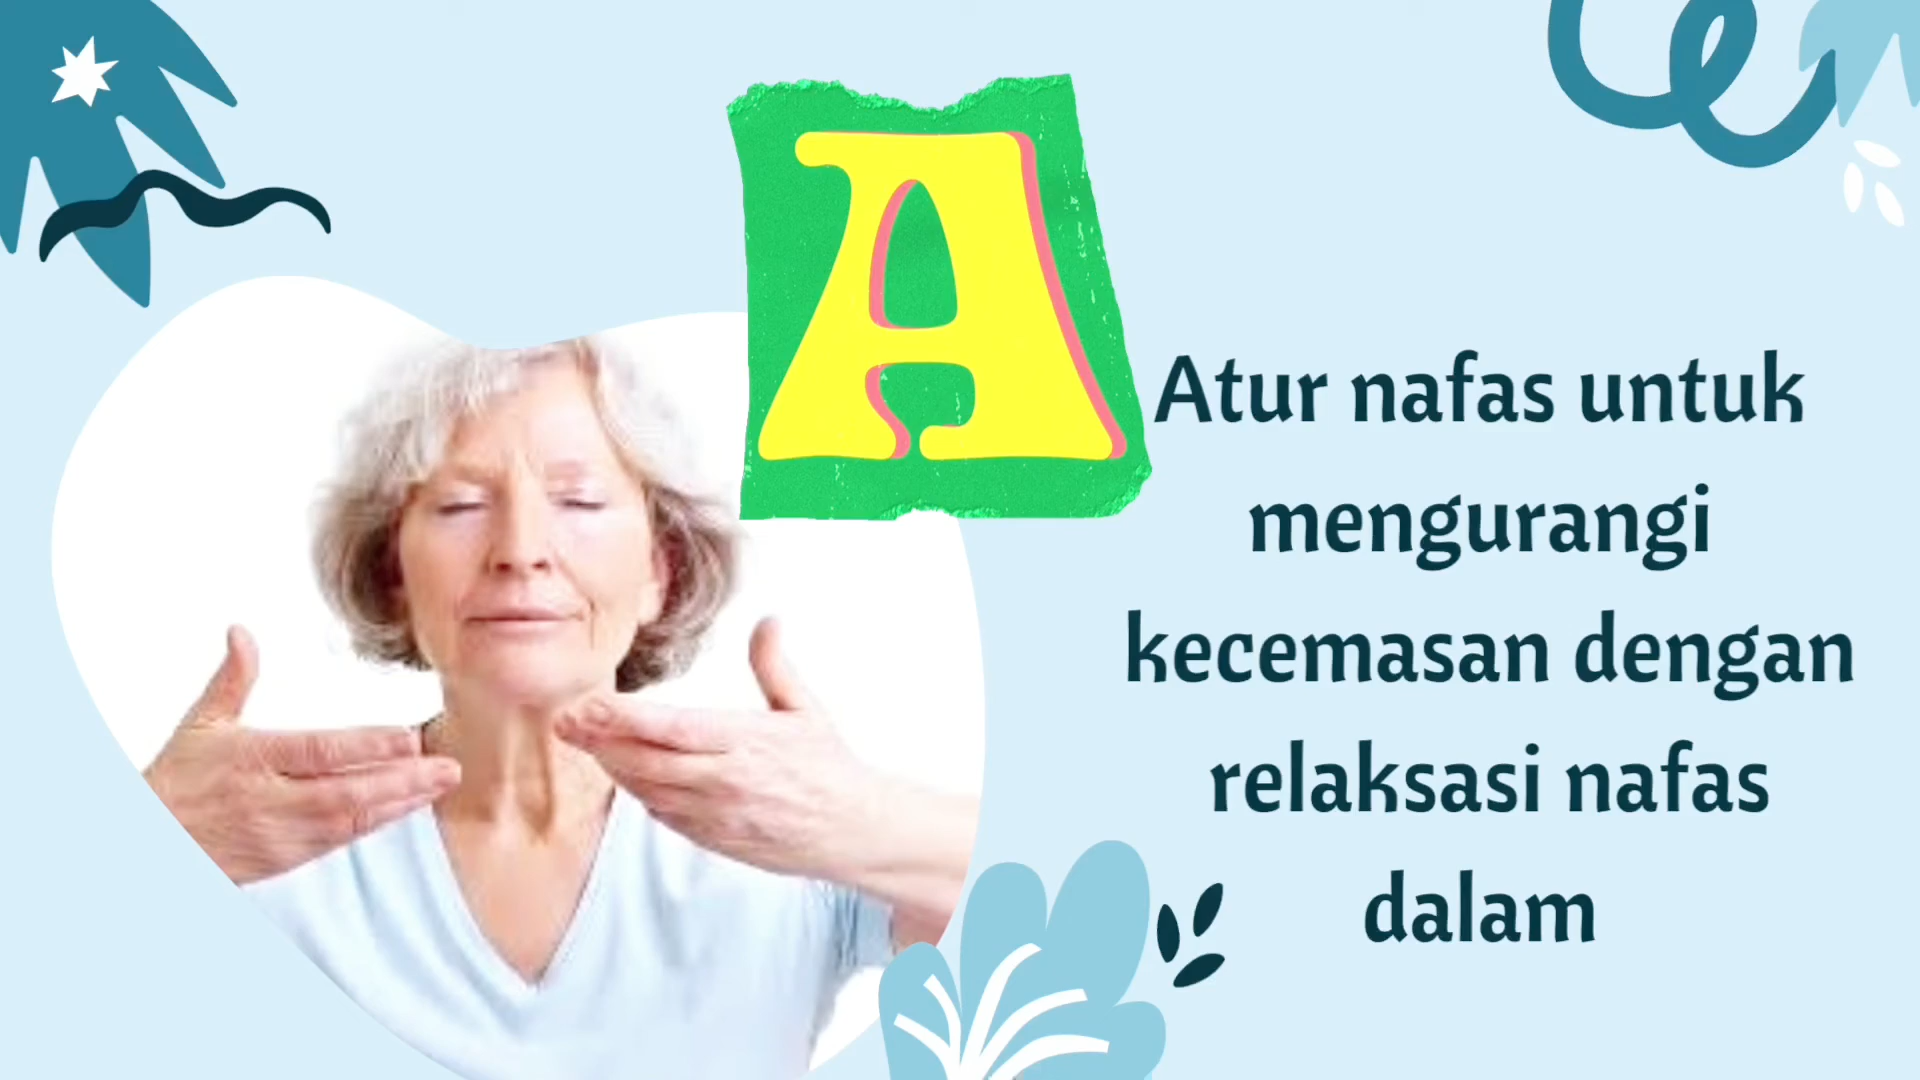 A
Atur nafas untuk
mengurangi
kecemasan dengan
relaksasi nafas
dalam